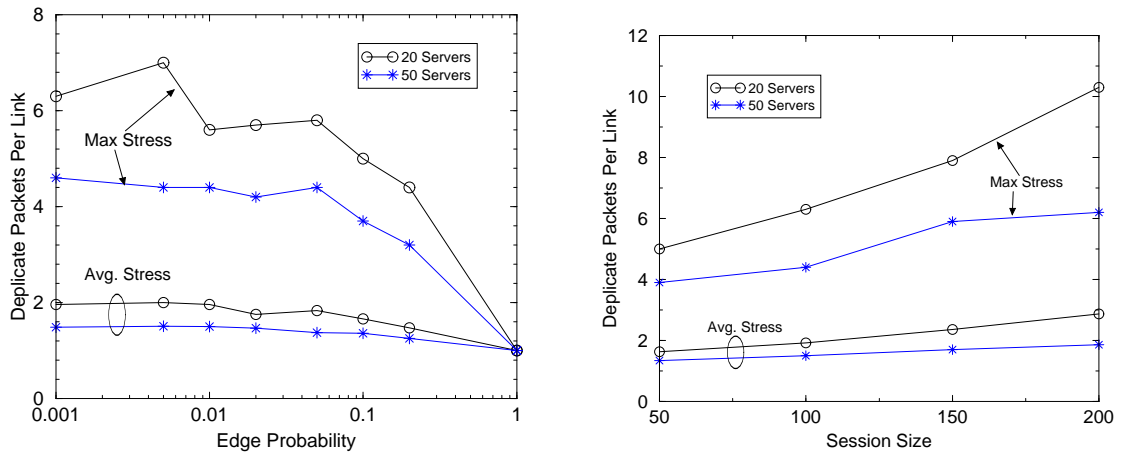 8
6
4
2
0
0.001
0.01
0.1
1
Edge Probability
Deplicate Packets Per Link
20 Servers
50 Servers
Max Stress
Avg. Stress
12
10
8
6
4
2
0
50
100
150
200
Session Size
Deplicate Packets Per Link
20 Servers
50 Servers
Max Stress
Avg. Stress